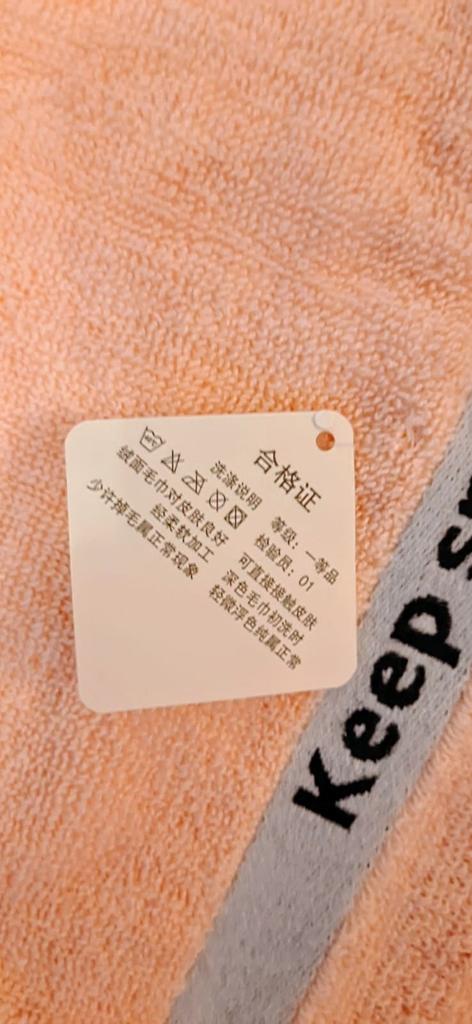 合格证
等级：一等品
检验员：01
可直接接触皮肤
深色毛巾初洗时
轻微浮色纯属正常
洗涤说明
40℃
绒面毛巾对皮肤良好
经柔软加工
少许掉毛属正常现象
Keep